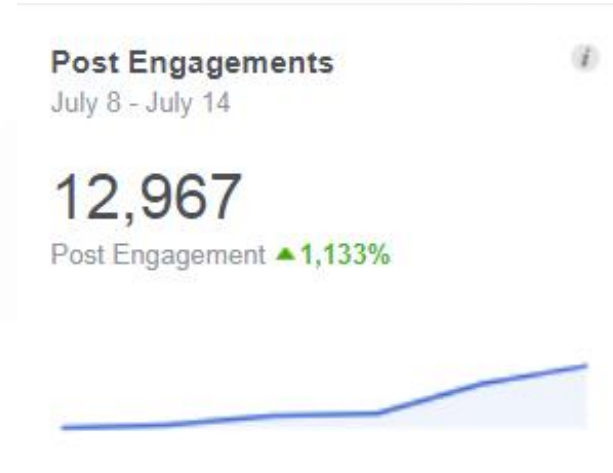 Post Engagements
i
July 8 - July 14
12,967
Post Engagement ▲1,133%